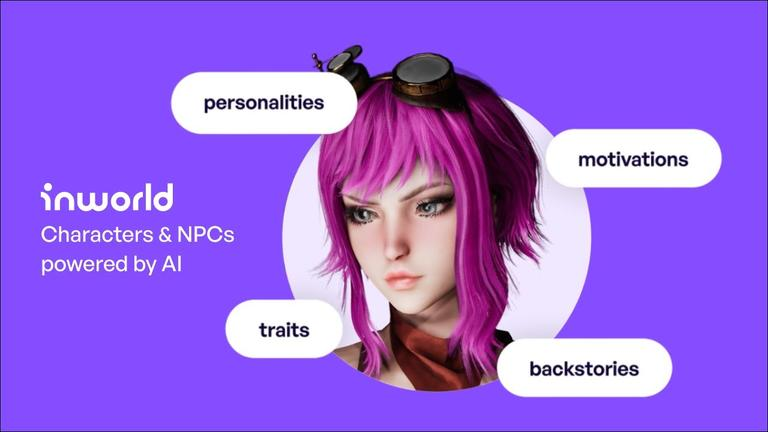 personalities
motivations
inworld
Characters & NPCs
powered by AI
traits
backstories